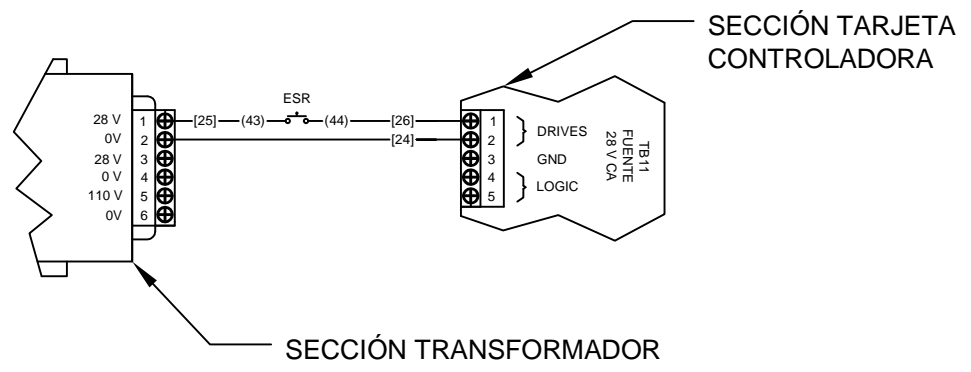 SECCIÓN TARJETA
CONTROLADORA
ESR
28 V 1 [25] (43) (44) [26] 1
0V 2 [24] 2 DRIVES
28 V 3 3 GND
0 V 4 4
110 V 5 5 LOGIC
0V 6
TB11
FUENTE
28 V CA
SECCIÓN TRANSFORMADOR